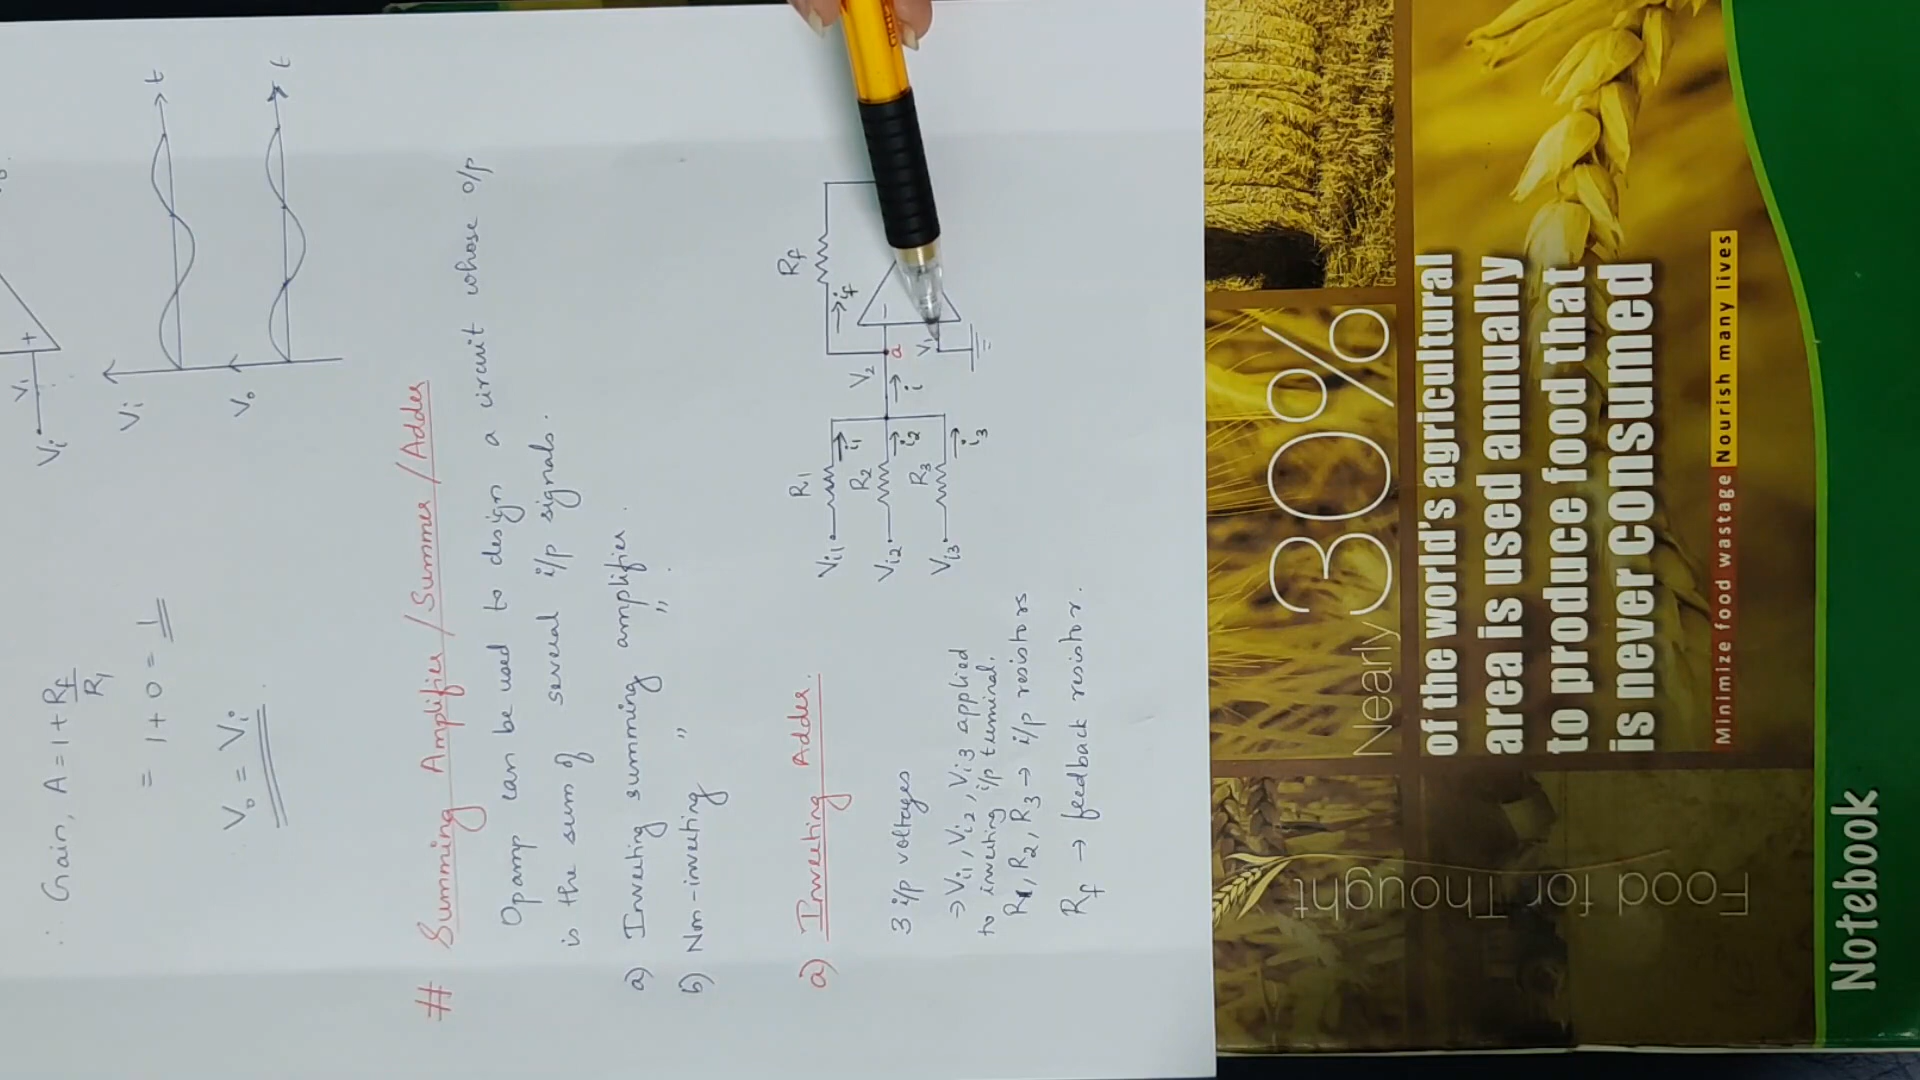 ∴ Gain, A = 1 + Rf/R1
= 1 + 0 = 1
Vo = Vi
Vi
V1
+
Vi
t
Vo
t
# Summing Amplifier / Summer / Adder
Opamp can be used to design a circuit whose o/p
is the sum of several i/p signals.
a) Inverting summing amplifier.
b) Non-inverting " "
a) Inverting Adder.
3 i/p voltages
→ Vi1, Vi2, Vi3 applied
to inverting i/p terminal.
R1, R2, R3 → i/p resistors
Rf → feedback resistor.
Vi1
R1
i1
Vi2
R2
i2
Vi3
R3
i3
V2
i
a
V1
Rf
if
-
Nearly 30%
of the world's agricultural
area is used annually
to produce food that
is never consumed
Minimize food wastage Nourish many lives
Food for Thought
Notebook